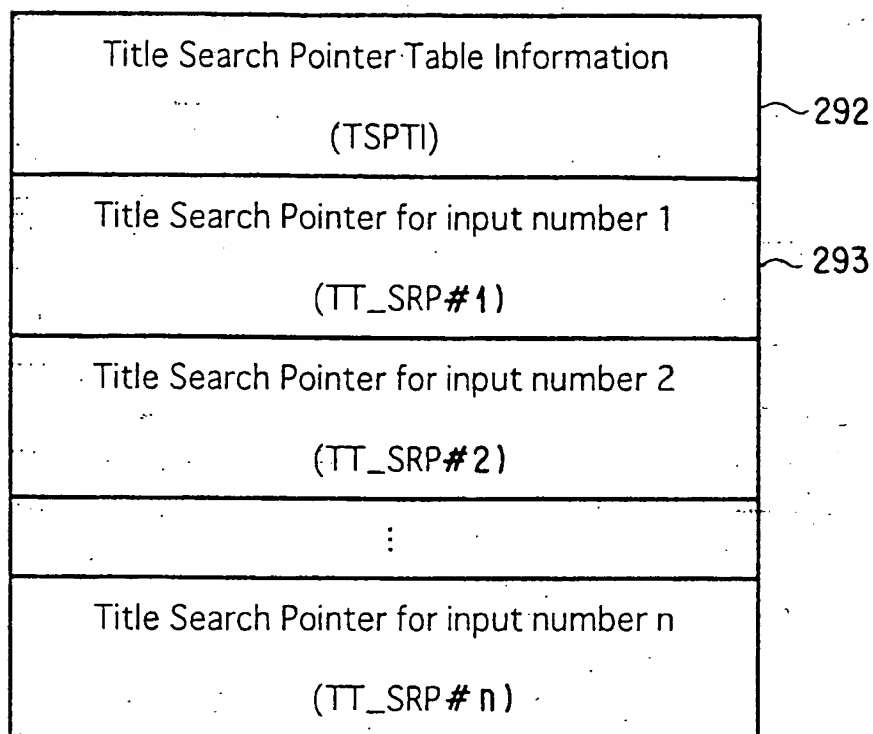 Title Search Pointer Table Information
(TSPTI)
292
Title Search Pointer for input number 1
(TT_SRP#1)
293
Title Search Pointer for input number 2
(TT_SRP#2)
⋮
Title Search Pointer for input number n
(TT_SRP#n)